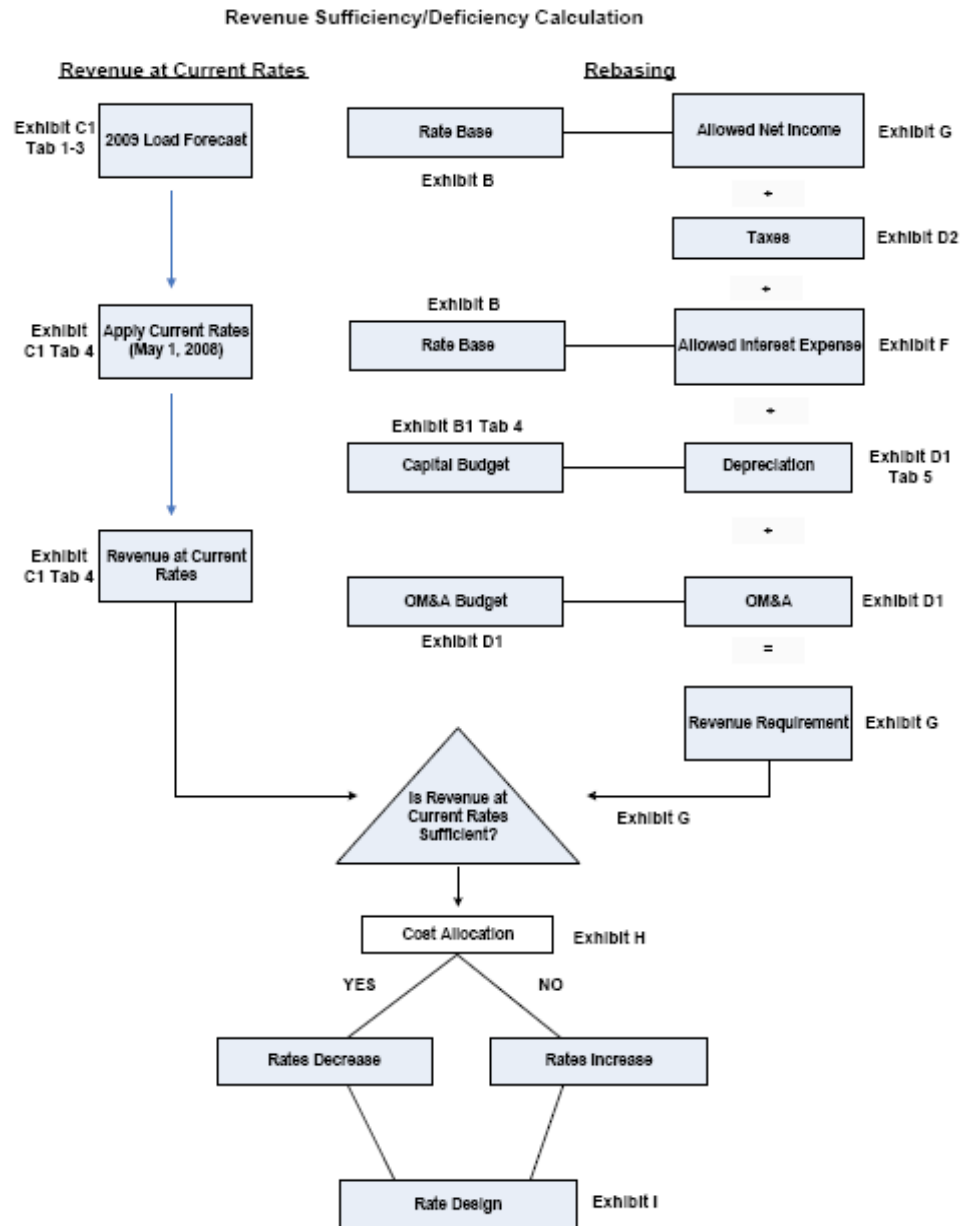 Revenue Sufficiency/Deficiency Calculation
Revenue at Current Rates
Rebasing
Exhibit C1
Tab 1-3
2009 Load Forecast
Rate Base
Exhibit B
Allowed Net Income
Exhibit G
+
Taxes
Exhibit D2
+
Exhibit
C1 Tab 4
Apply Current Rates
(May 1, 2008)
Exhibit B
Rate Base
Allowed Interest Expense
Exhibit F
+
Exhibit B1 Tab 4
Capital Budget
Depreciation
Exhibit D1
Tab 5
+
Exhibit
C1 Tab 4
Revenue at Current
Rates
OM&A Budget
Exhibit D1
OM&A
Exhibit D1
=
Revenue Requirement
Exhibit G
Is Revenue at
Current Rates
Sufficient?
Exhibit G
Cost Allocation
Exhibit H
YES
NO
Rates Decrease
Rates Increase
Rate Design
Exhibit I